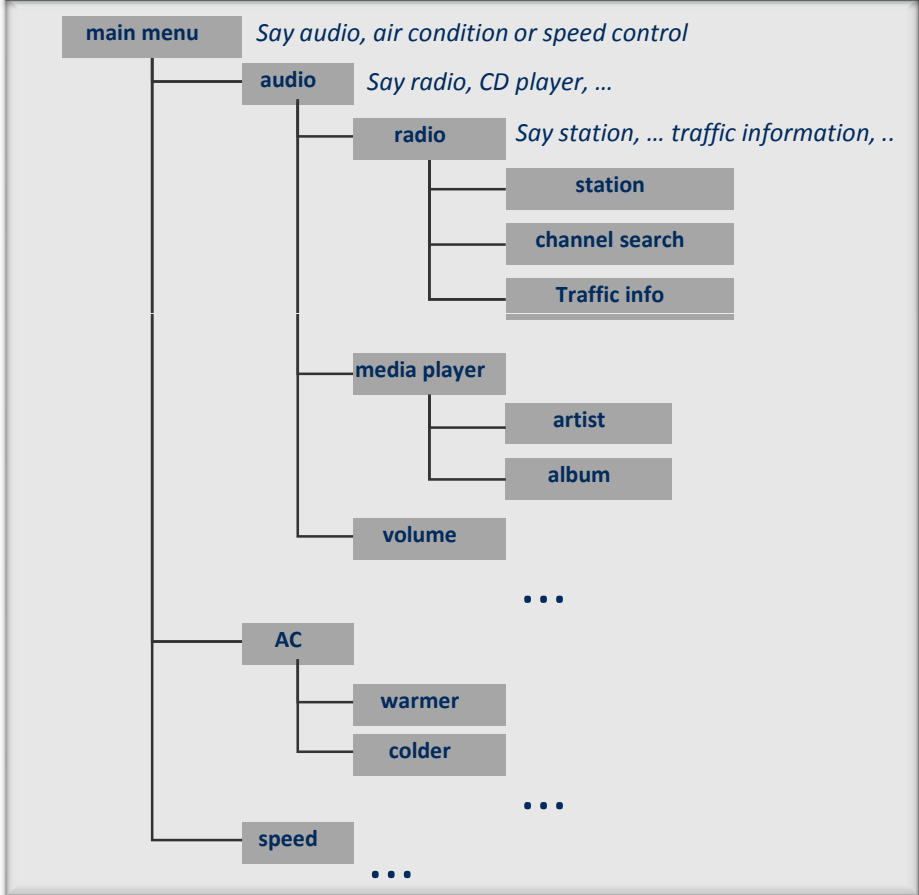 main menu Say audio, air condition or speed control
audio Say radio, CD player, ...
radio Say station, ... traffic information, ..
station
channel search
Traffic info
media player
artist
album
volume
...
AC
warmer
colder
...
speed
...